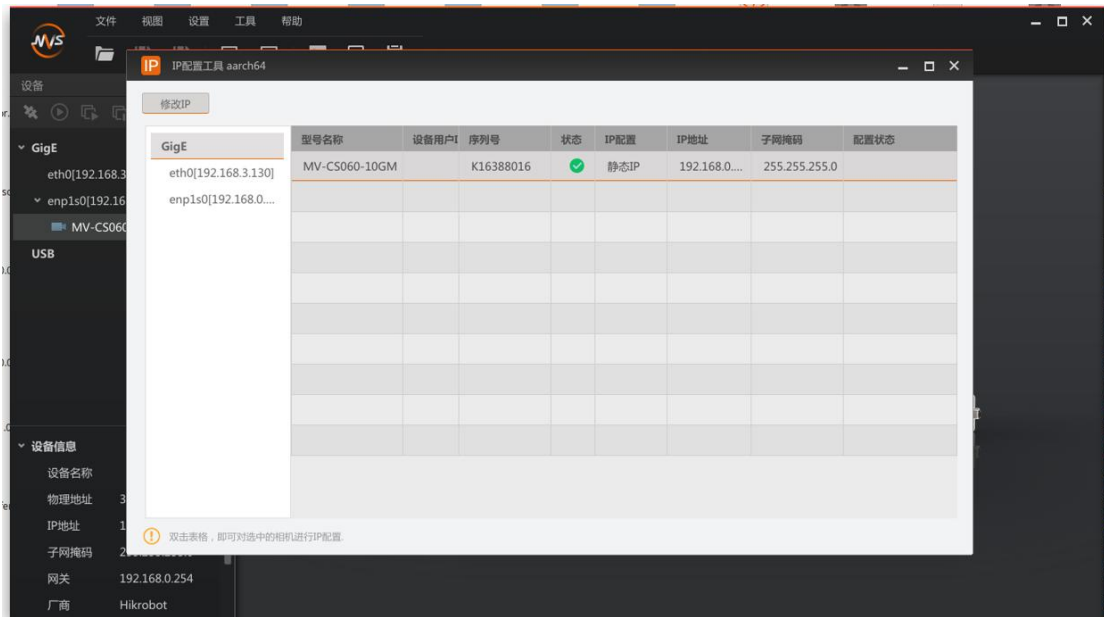 文件 视图 设置 工具 帮助
MVS
IP IP配置工具 aarch64
设备
修改IP
GigE
eth0[192.168.3
enp1s0[192.16
MV-CS060
USB
GigE
eth0[192.168.3.130]
enp1s0[192.168.0....
型号名称 设备用户I 序列号 状态 IP配置 IP地址 子网掩码 配置状态
MV-CS060-10GM K16388016 静态IP 192.168.0.... 255.255.255.0
双击表格，即可对选中的相机进行IP配置.
设备信息
设备名称
物理地址 3
IP地址 1
子网掩码
网关 192.168.0.254
厂商 Hikrobot